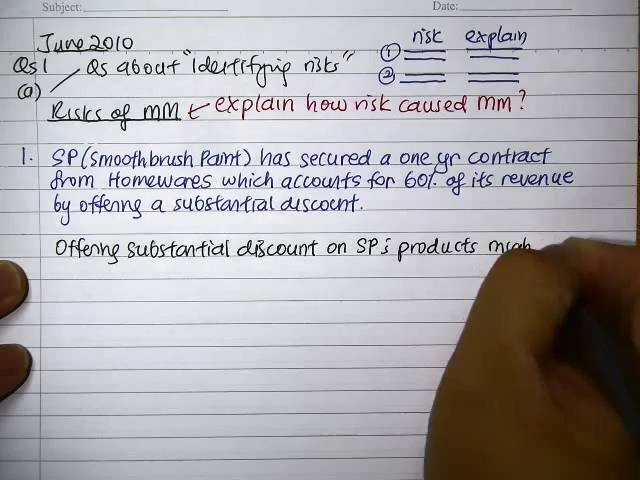 Subject:
Date:
June 2010
risk explain
①
Qs 1 Qs about "identifying risks"
②
(a)
Risks of MM ← explain how risk caused MM?
1. SP (Smoothbrush Paint) has secured a one yr contract
from Homewares which accounts for 60% of its revenue
by offering a substantial discount.
Offering substantial discount on SP's products